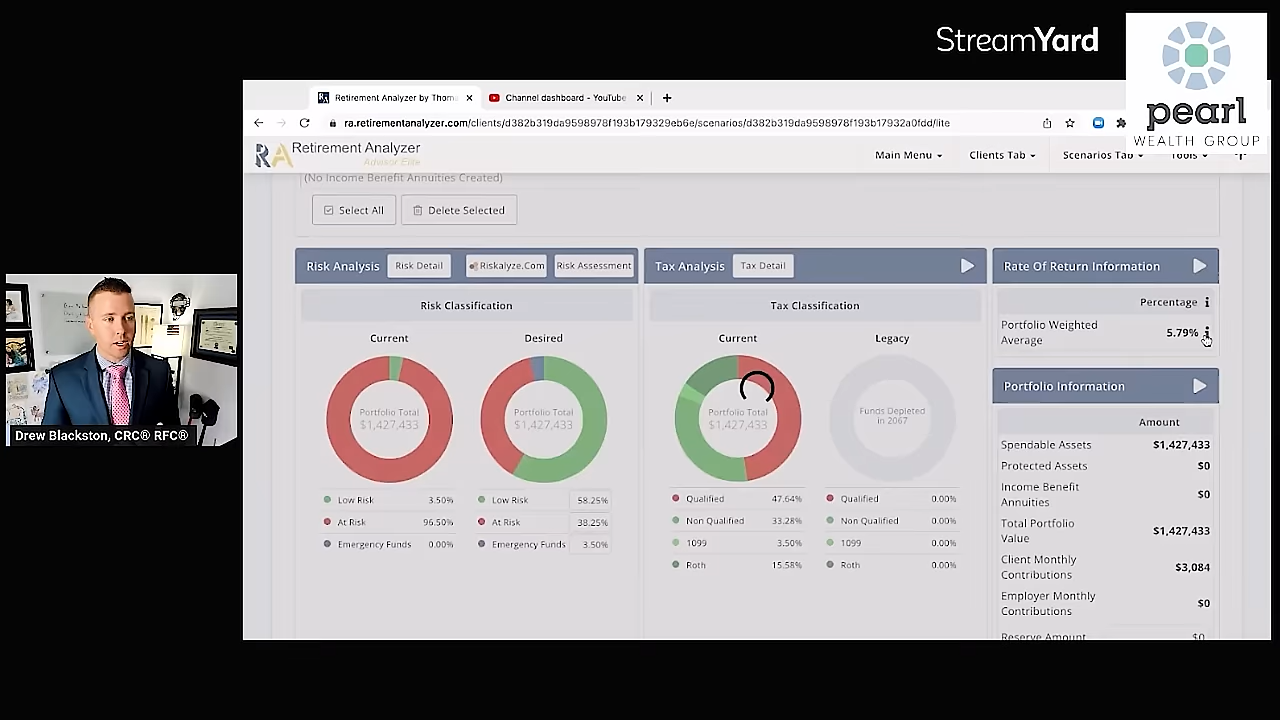 StreamYard
pearl
WEALTH GROUP
Retirement Analyzer by Thom
Channel dashboard - YouTube
ra.retirementanalyzer.com/clients/d382b319da9598978f193b179329eb6e/scenarios/d382b319da9598978f193b17932a0fdd/lite
RA Retirement Analyzer
Advisor Elite
Main Menu
Clients Tab
Scenarios Tab
Tools
(No Income Benefit Annuities Created)
Select All
Delete Selected
Risk Analysis
Risk Detail
Riskalyze.Com
Risk Assessment
Risk Classification
Current
Desired
Portfolio Total
$1,427,433
Portfolio Total
$1,427,433
Low Risk 3.50%
At Risk 96.50%
Emergency Funds 0.00%
Low Risk 58.25%
At Risk 38.25%
Emergency Funds 3.50%
Tax Analysis
Tax Detail
Tax Classification
Current
Legacy
Portfolio Total
$1,427,433
Funds Depleted
in 2067
Qualified 47.64%
Non Qualified 33.28%
1099 3.50%
Roth 15.58%
Qualified 0.00%
Non Qualified 0.00%
1099 0.00%
Roth 0.00%
Rate Of Return Information
Percentage
Portfolio Weighted
Average
5.79%
Portfolio Information
Amount
Spendable Assets $1,427,433
Protected Assets $0
Income Benefit
Annuities
$0
Total Portfolio
Value
$1,427,433
Client Monthly
Contributions
$3,084
Employer Monthly
Contributions
$0
Reserve Amount $0
Drew Blackston, CRC® RFC®